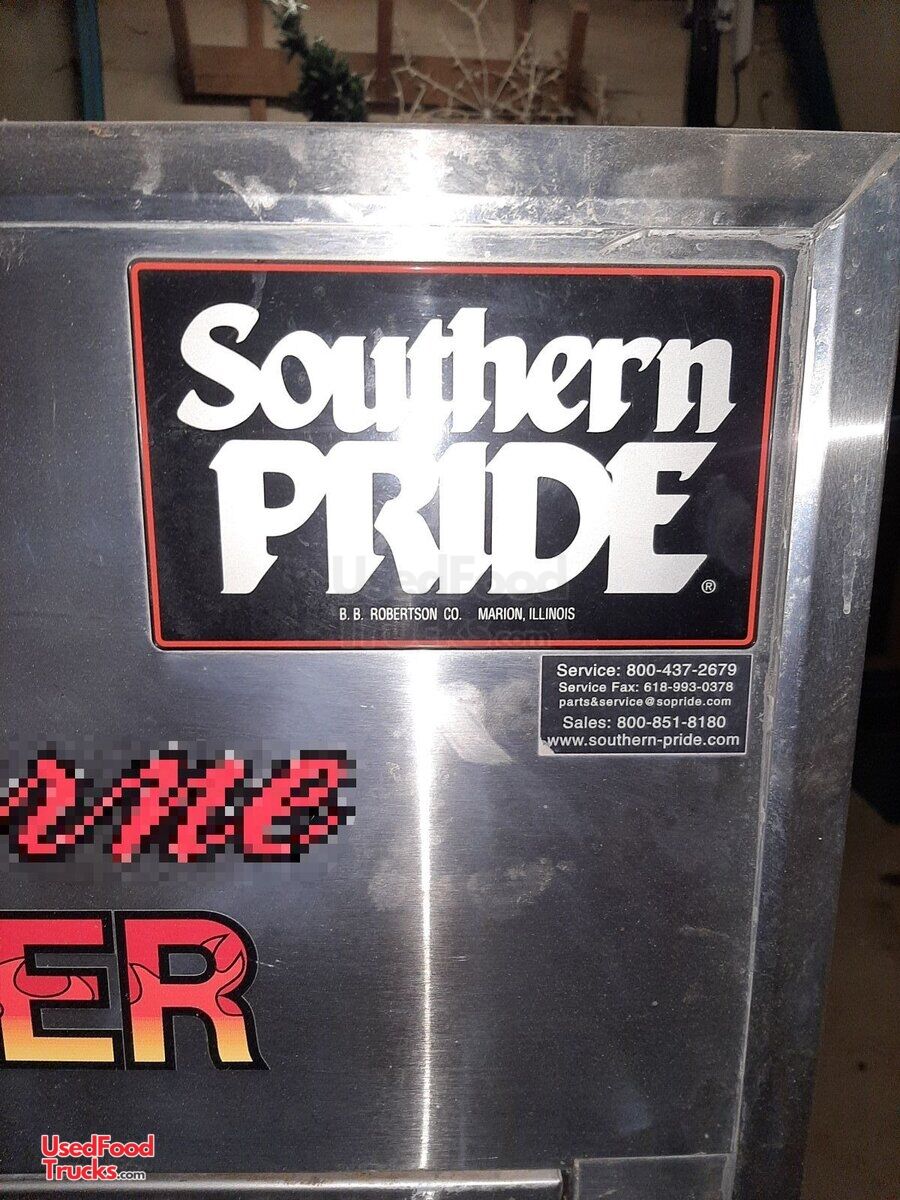 Southern
PRIDE®
B. B. ROBERTSON CO. MARION, ILLINOIS
Service: 800-437-2679
Service Fax: 618-993-0378
parts&service@sopride.com
Sales: 800-851-8180
www.southern-pride.com
ER
UsedFood
Trucks.com